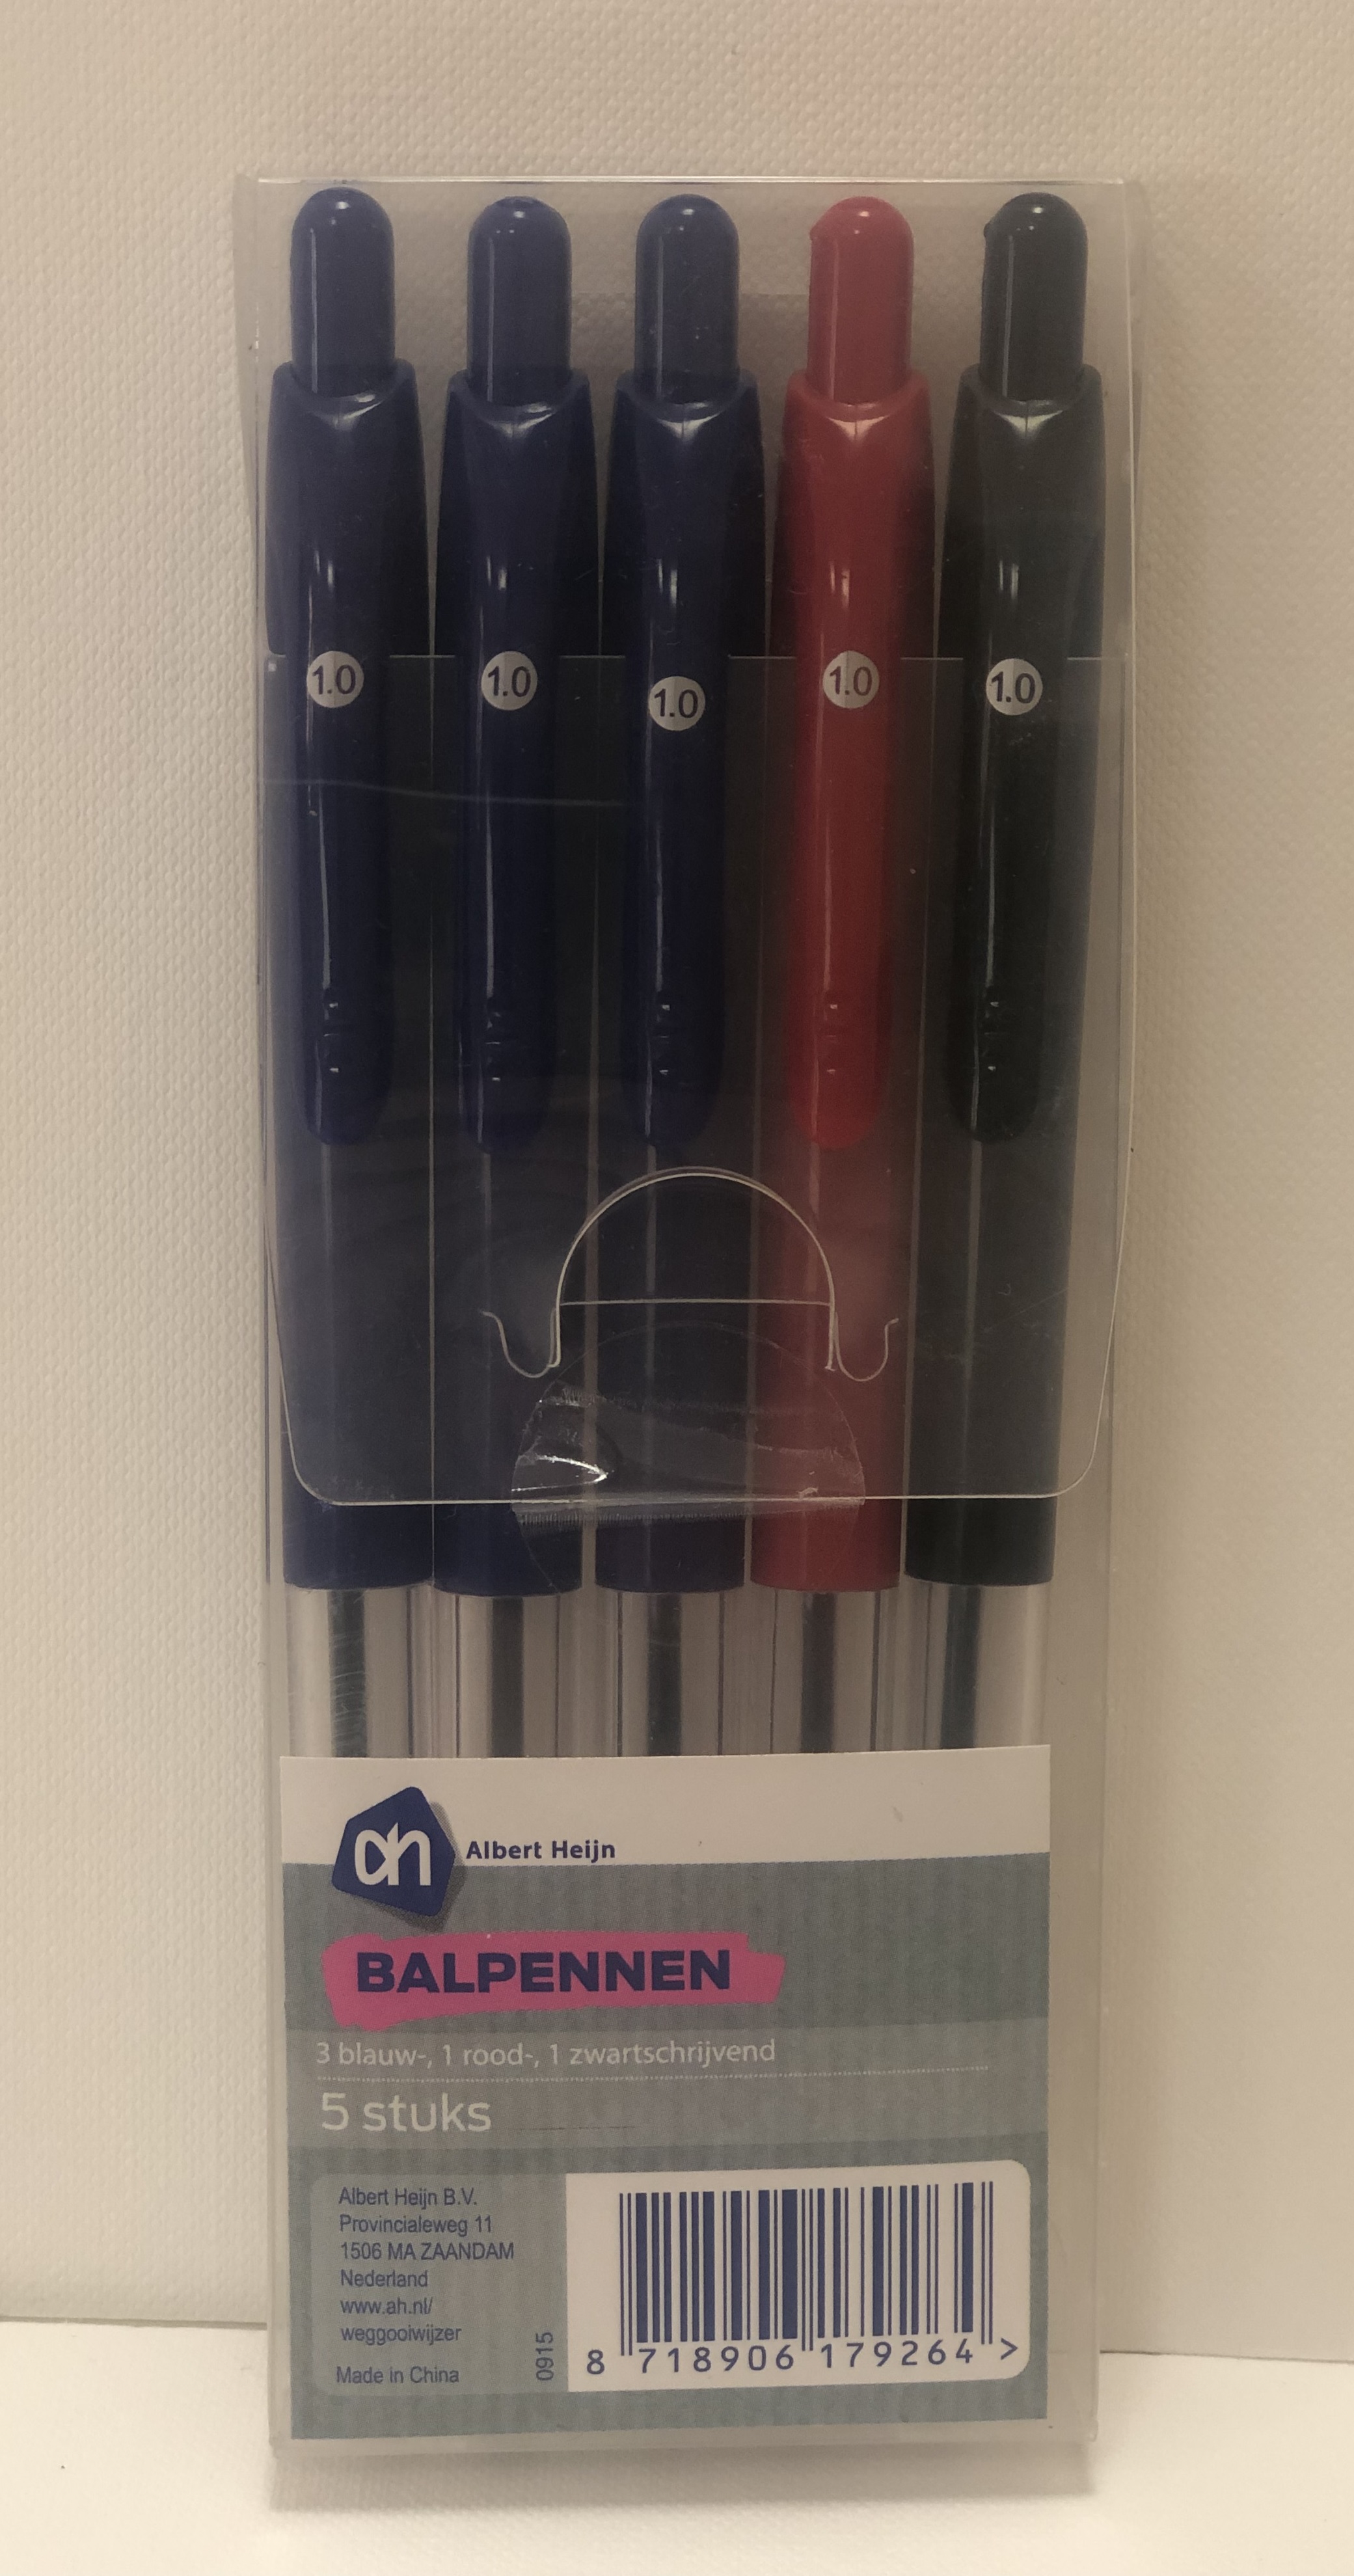 1.0
1.0
1.0
1.0
1.0
ah
Albert Heijn
BALPENNEN
3 blauw-, 1 rood-, 1 zwartschrijvend
5 stuks
Albert Heijn B.V.
Provincialeweg 11
1506 MA ZAANDAM
Nederland
www.ah.nl/
weggooiwijzer
Made in China
0915
8 718906 179264 >